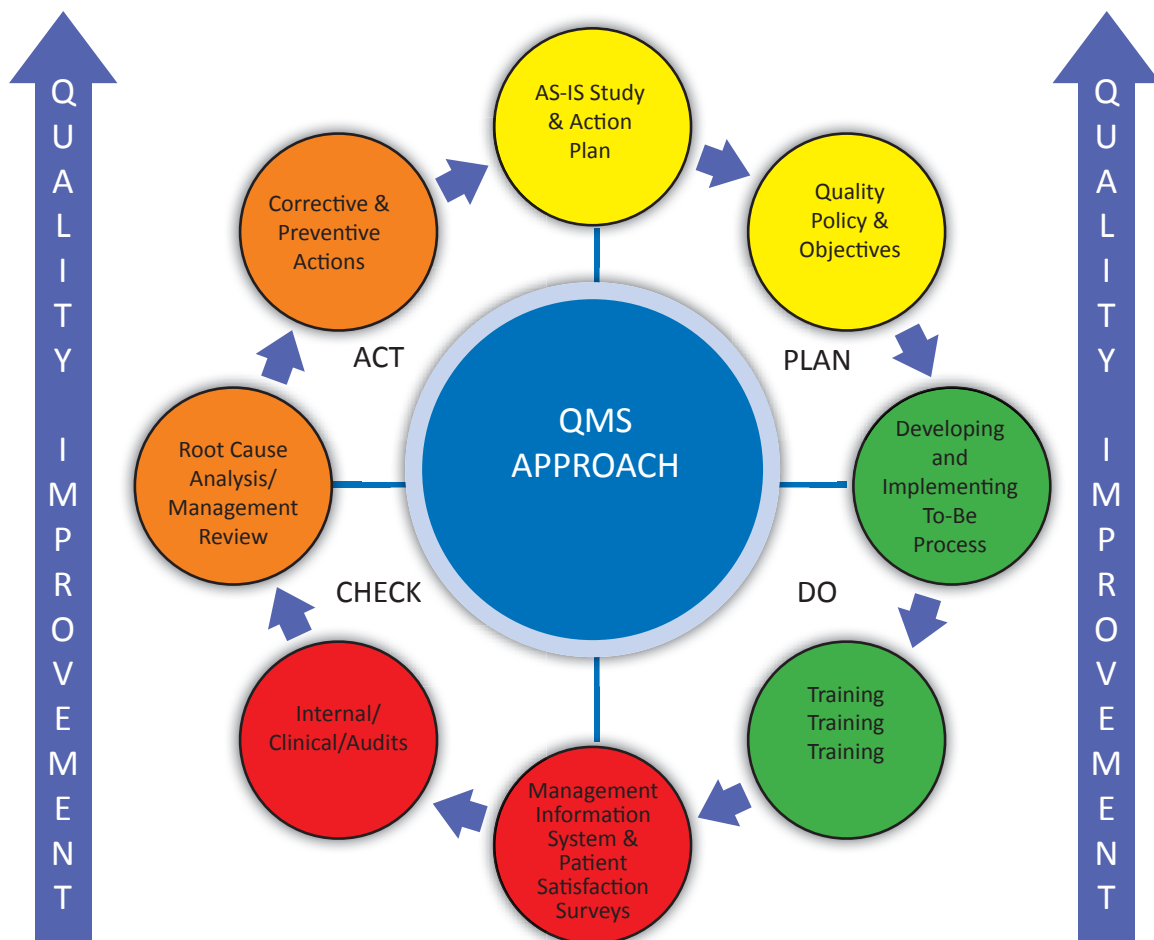 QUALITY IMPROVEMENT
AS-IS Study
& Action
Plan
Quality
Policy &
Objectives
Developing
and
Implementing
To-Be
Process
Training
Training
Training
Management
Information
System &
Patient
Satisfaction
Surveys
Internal/
Clinical/Audits
Root Cause
Analysis/
Management
Review
Corrective &
Preventive
Actions
ACT
PLAN
QMS
APPROACH
CHECK
DO
QUALITY IMPROVEMENT